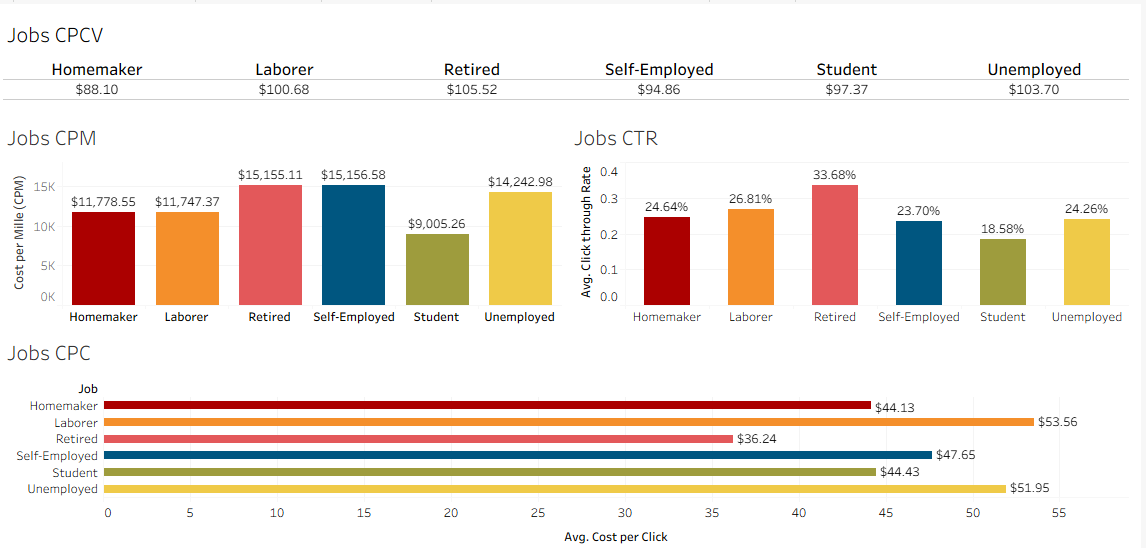 Jobs CPCV
Homemaker Laborer Retired Self-Employed Student Unemployed
$88.10 $100.68 $105.52 $94.86 $97.37 $103.70
Jobs CPM
Cost per Mille (CPM)
15K
10K
5K
0K
$11,778.55 $11,747.37 $15,155.11 $15,156.58 $9,005.26 $14,242.98
Homemaker Laborer Retired Self-Employed Student Unemployed
Jobs CTR
Avg. Click through Rate
0.4
0.3
0.2
0.1
0.0
24.64% 26.81% 33.68% 23.70% 18.58% 24.26%
Homemaker Laborer Retired Self-Employed Student Unemployed
Jobs CPC
Job
Homemaker $44.13
Laborer $53.56
Retired $36.24
Self-Employed $47.65
Student $44.43
Unemployed $51.95
0 5 10 15 20 25 30 35 40 45 50 55
Avg. Cost per Click